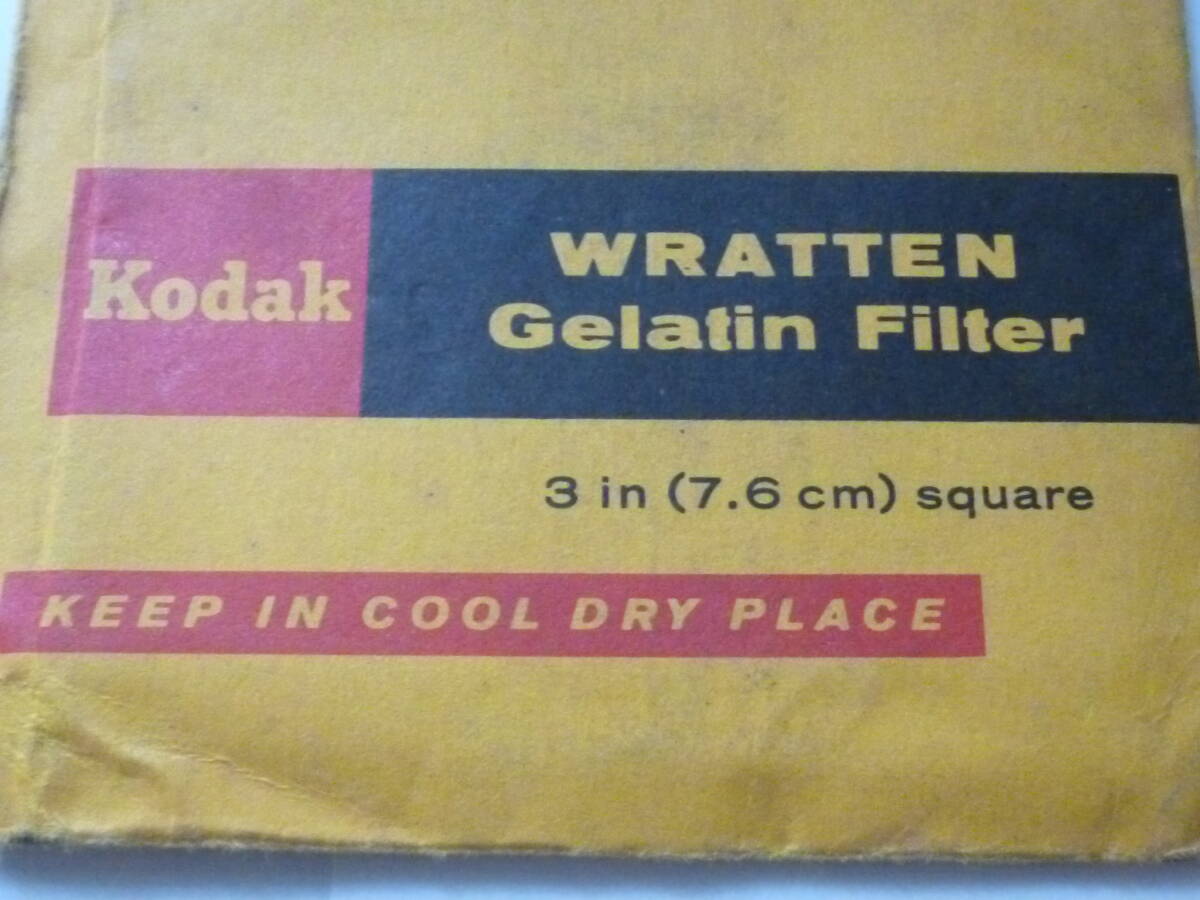 Kodak
WRATTEN
Gelatin Filter
3 in (7.6 cm) square
KEEP IN COOL DRY PLACE